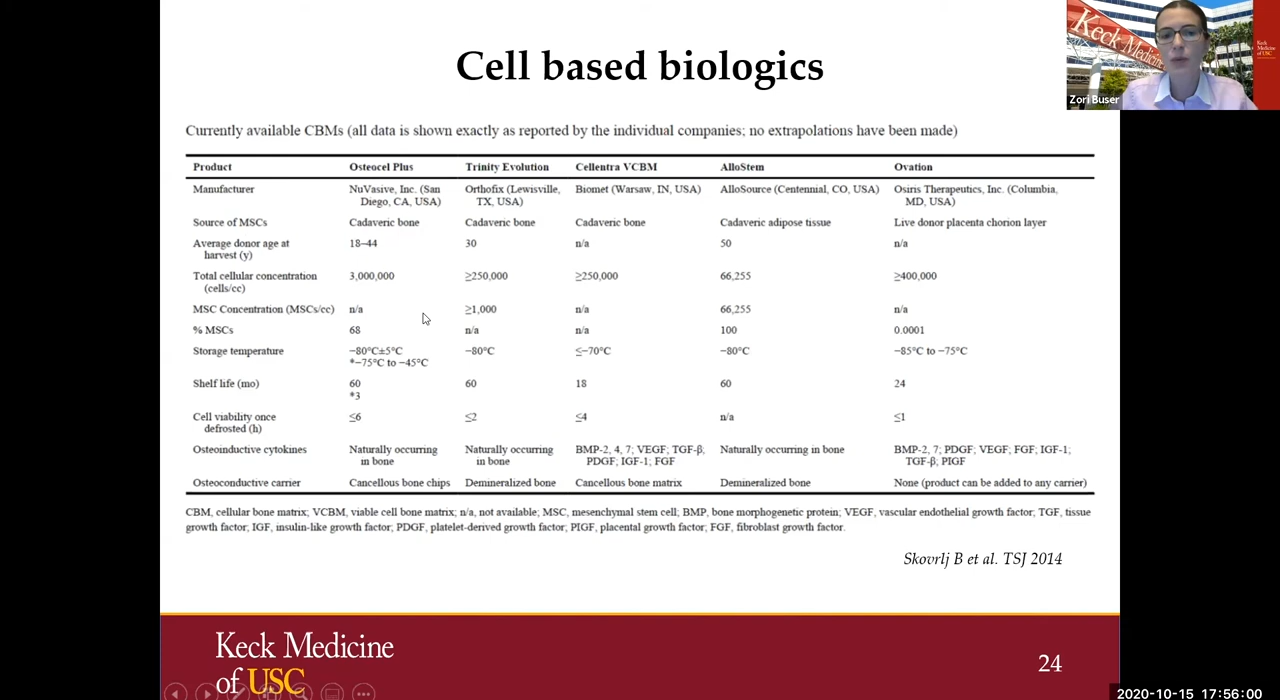 Cell based biologics
Keck Medicine
Keck
Medicine
of USC
Zori Buser
Currently available CBMs (all data is shown exactly as reported by the individual companies; no extrapolations have been made)
Product Osteocel Plus Trinity Evolution Cellentra VCBM AlloStem Ovation
Manufacturer NuVasive, Inc. (San Orthofix (Lewisville, Biomet (Warsaw, IN, USA) AlloSource (Centennial, CO, USA) Osiris Therapeutics, Inc. (Columbia,
Diego, CA, USA) TX, USA) MD, USA)
Source of MSCs Cadaveric bone Cadaveric bone Cadaveric bone Cadaveric adipose tissue Live donor placenta chorion layer
Average donor age at 18–44 30 n/a 50 n/a
harvest (y)
Total cellular concentration 3,000,000 ≥250,000 ≥250,000 66,255 ≥400,000
(cells/cc)
MSC Concentration (MSCs/cc) n/a ≥1,000 n/a 66,255 n/a
% MSCs 68 n/a n/a 100 0.0001
Storage temperature −80°C±5°C −80°C ≤−70°C −80°C −85°C to −75°C
*−75°C to −45°C
Shelf life (mo) 60 60 18 60 24
*3
Cell viability once ≤6 ≤2 ≤4 n/a ≤1
defrosted (h)
Osteoinductive cytokines Naturally occurring Naturally occurring BMP-2, 4, 7; VEGF; TGF-β; Naturally occurring in bone BMP-2, 7; PDGF; VEGF; FGF; IGF-1;
in bone in bone PDGF; IGF-1; FGF TGF-β; PIGF
Osteoconductive carrier Cancellous bone chips Demineralized bone Cancellous bone matrix Demineralized bone None (product can be added to any carrier)
CBM, cellular bone matrix; VCBM, viable cell bone matrix; n/a, not available; MSC, mesenchymal stem cell; BMP, bone morphogenetic protein; VEGF, vascular endothelial growth factor; TGF, tissue
growth factor; IGF, insulin-like growth factor; PDGF, platelet-derived growth factor; PIGF, placental growth factor; FGF, fibroblast growth factor.
Skovrlj B et al. TSJ 2014
Keck Medicine
of USC
24
2020-10-15 17:56:00